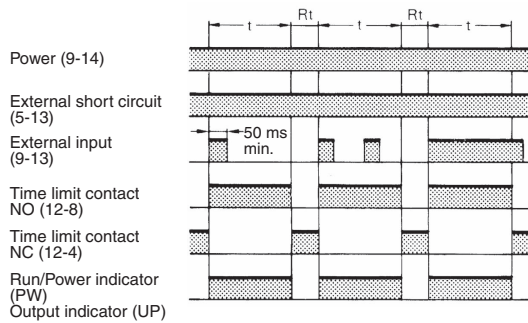 t Rt t Rt t
Power (9-14)
External short circuit
(5-13)
External input
(9-13)
50 ms
min.
Time limit contact
NO (12-8)
Time limit contact
NC (12-4)
Run/Power indicator
(PW)
Output indicator (UP)